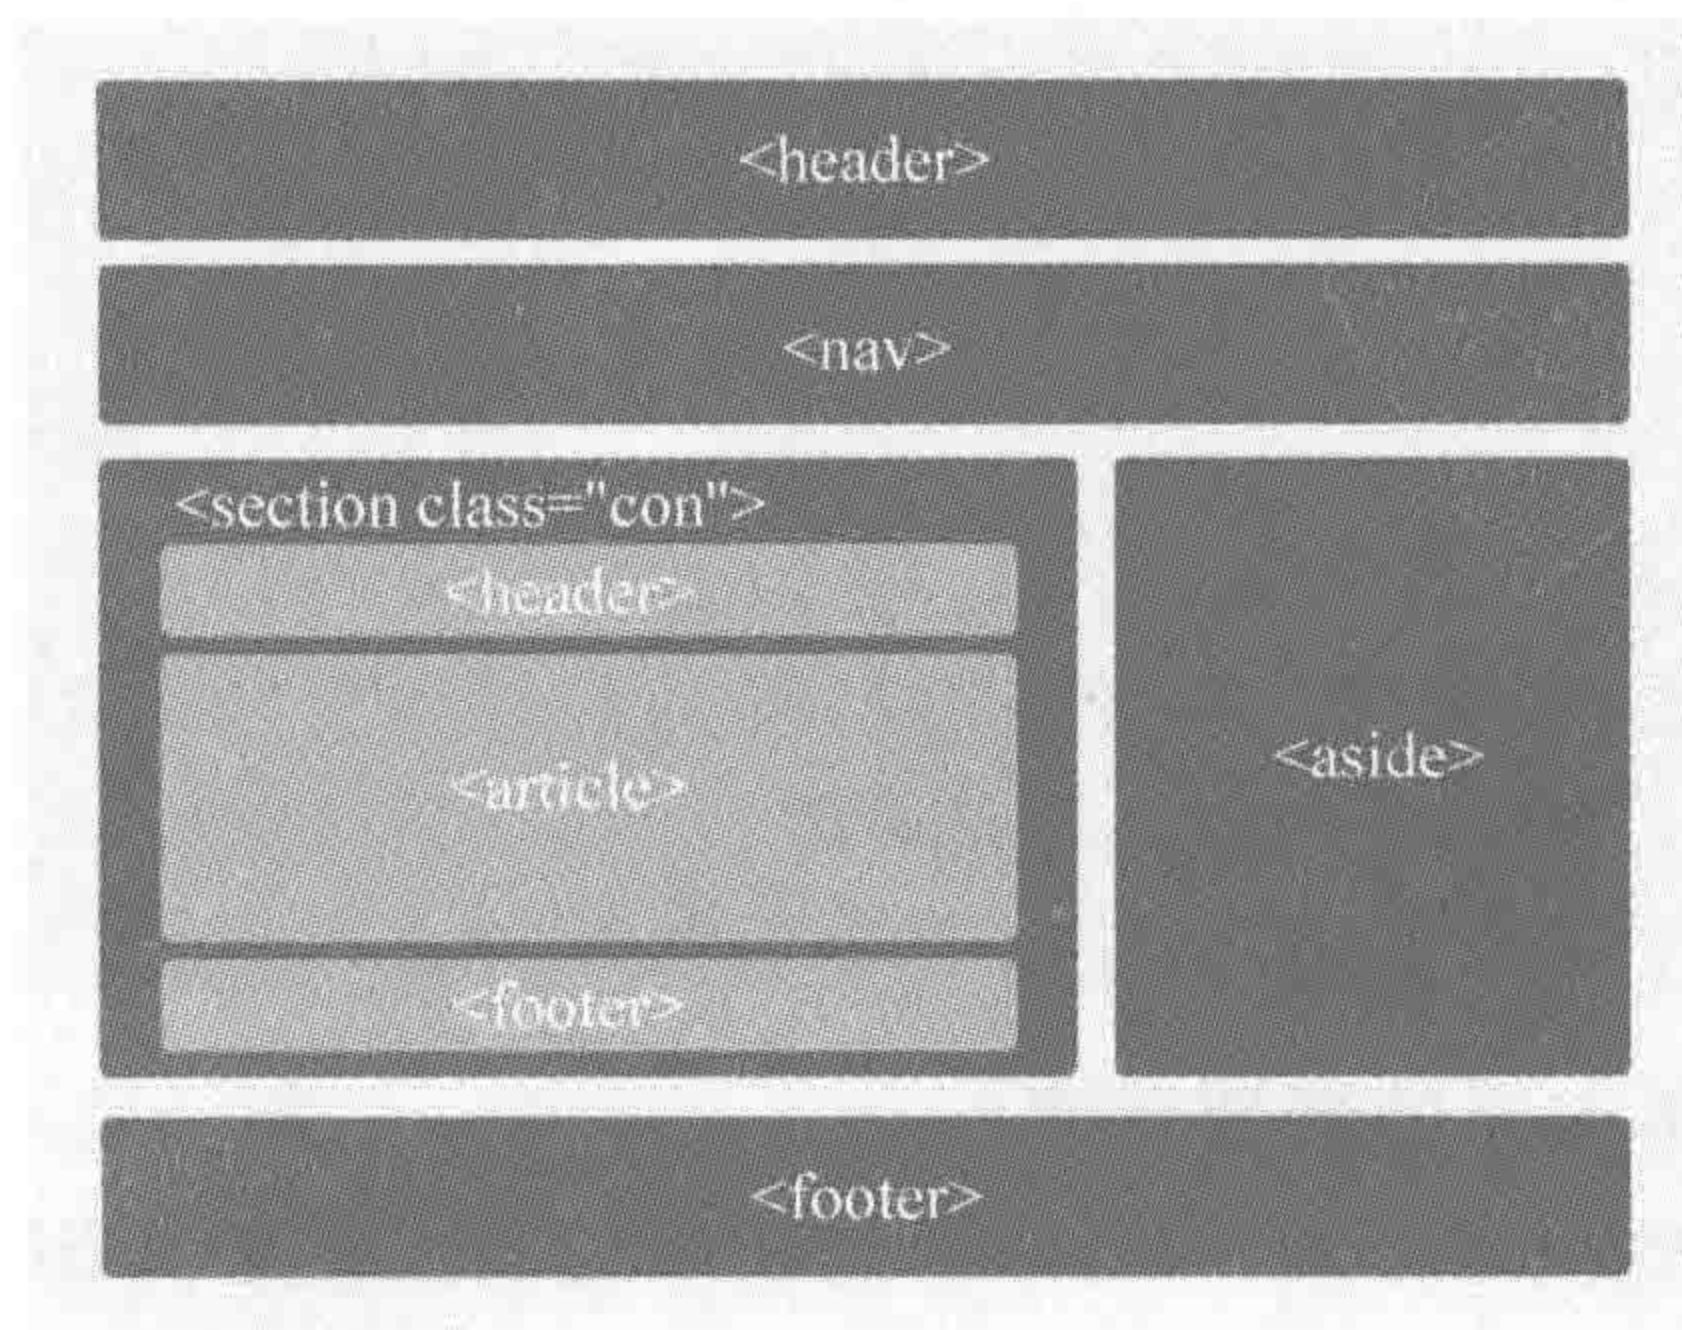 <header>
<nav>
<section class="con">
<header>
<article>
<footer>
<aside>
<footer>